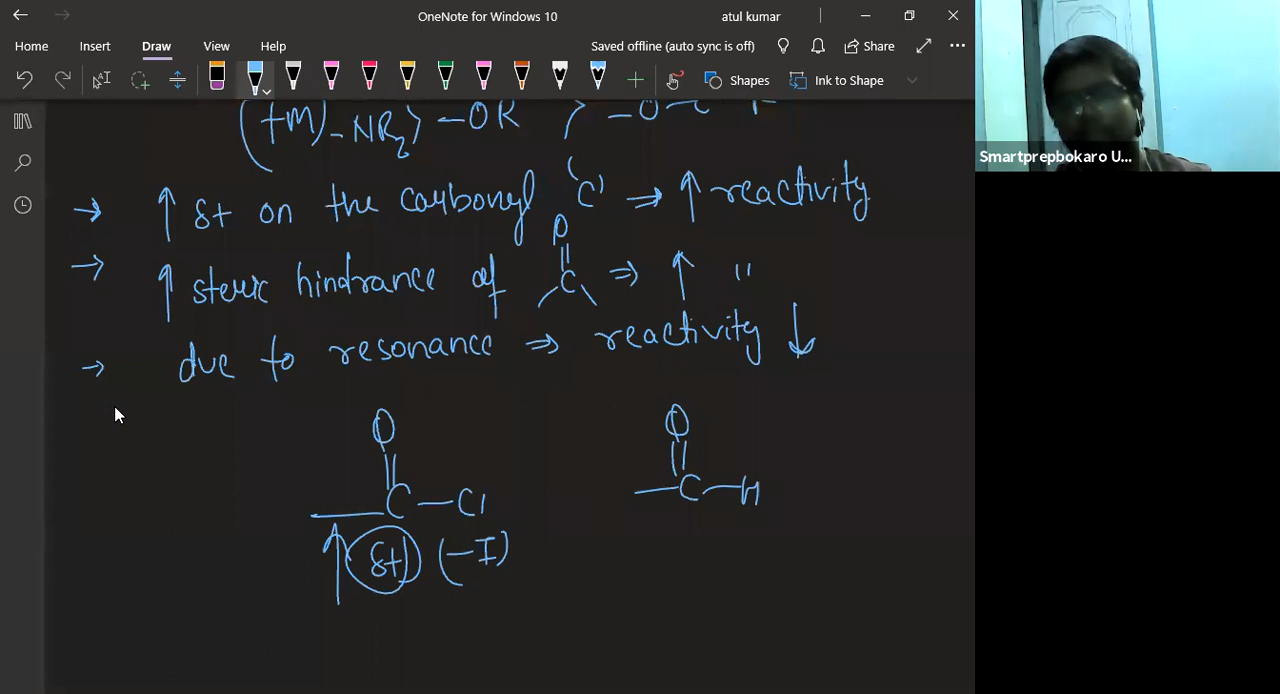 OneNote for Windows 10
atul kumar
Home Insert Draw View Help
Saved offline (auto sync is off)
Share
Shapes
Ink to Shape
Smartprepbokaro U...
(+M) -NR2 > -OR > -O-C
→ ↑ δ+ on the carbonyl 'C' ⇒ ↑ reactivity
O
→ ↑ steric hindrance of C ⇒ ↑ "
→ due to resonance ⇒ reactivity ↓
O O
C-Cl C-H
↑ δ+ (-I)